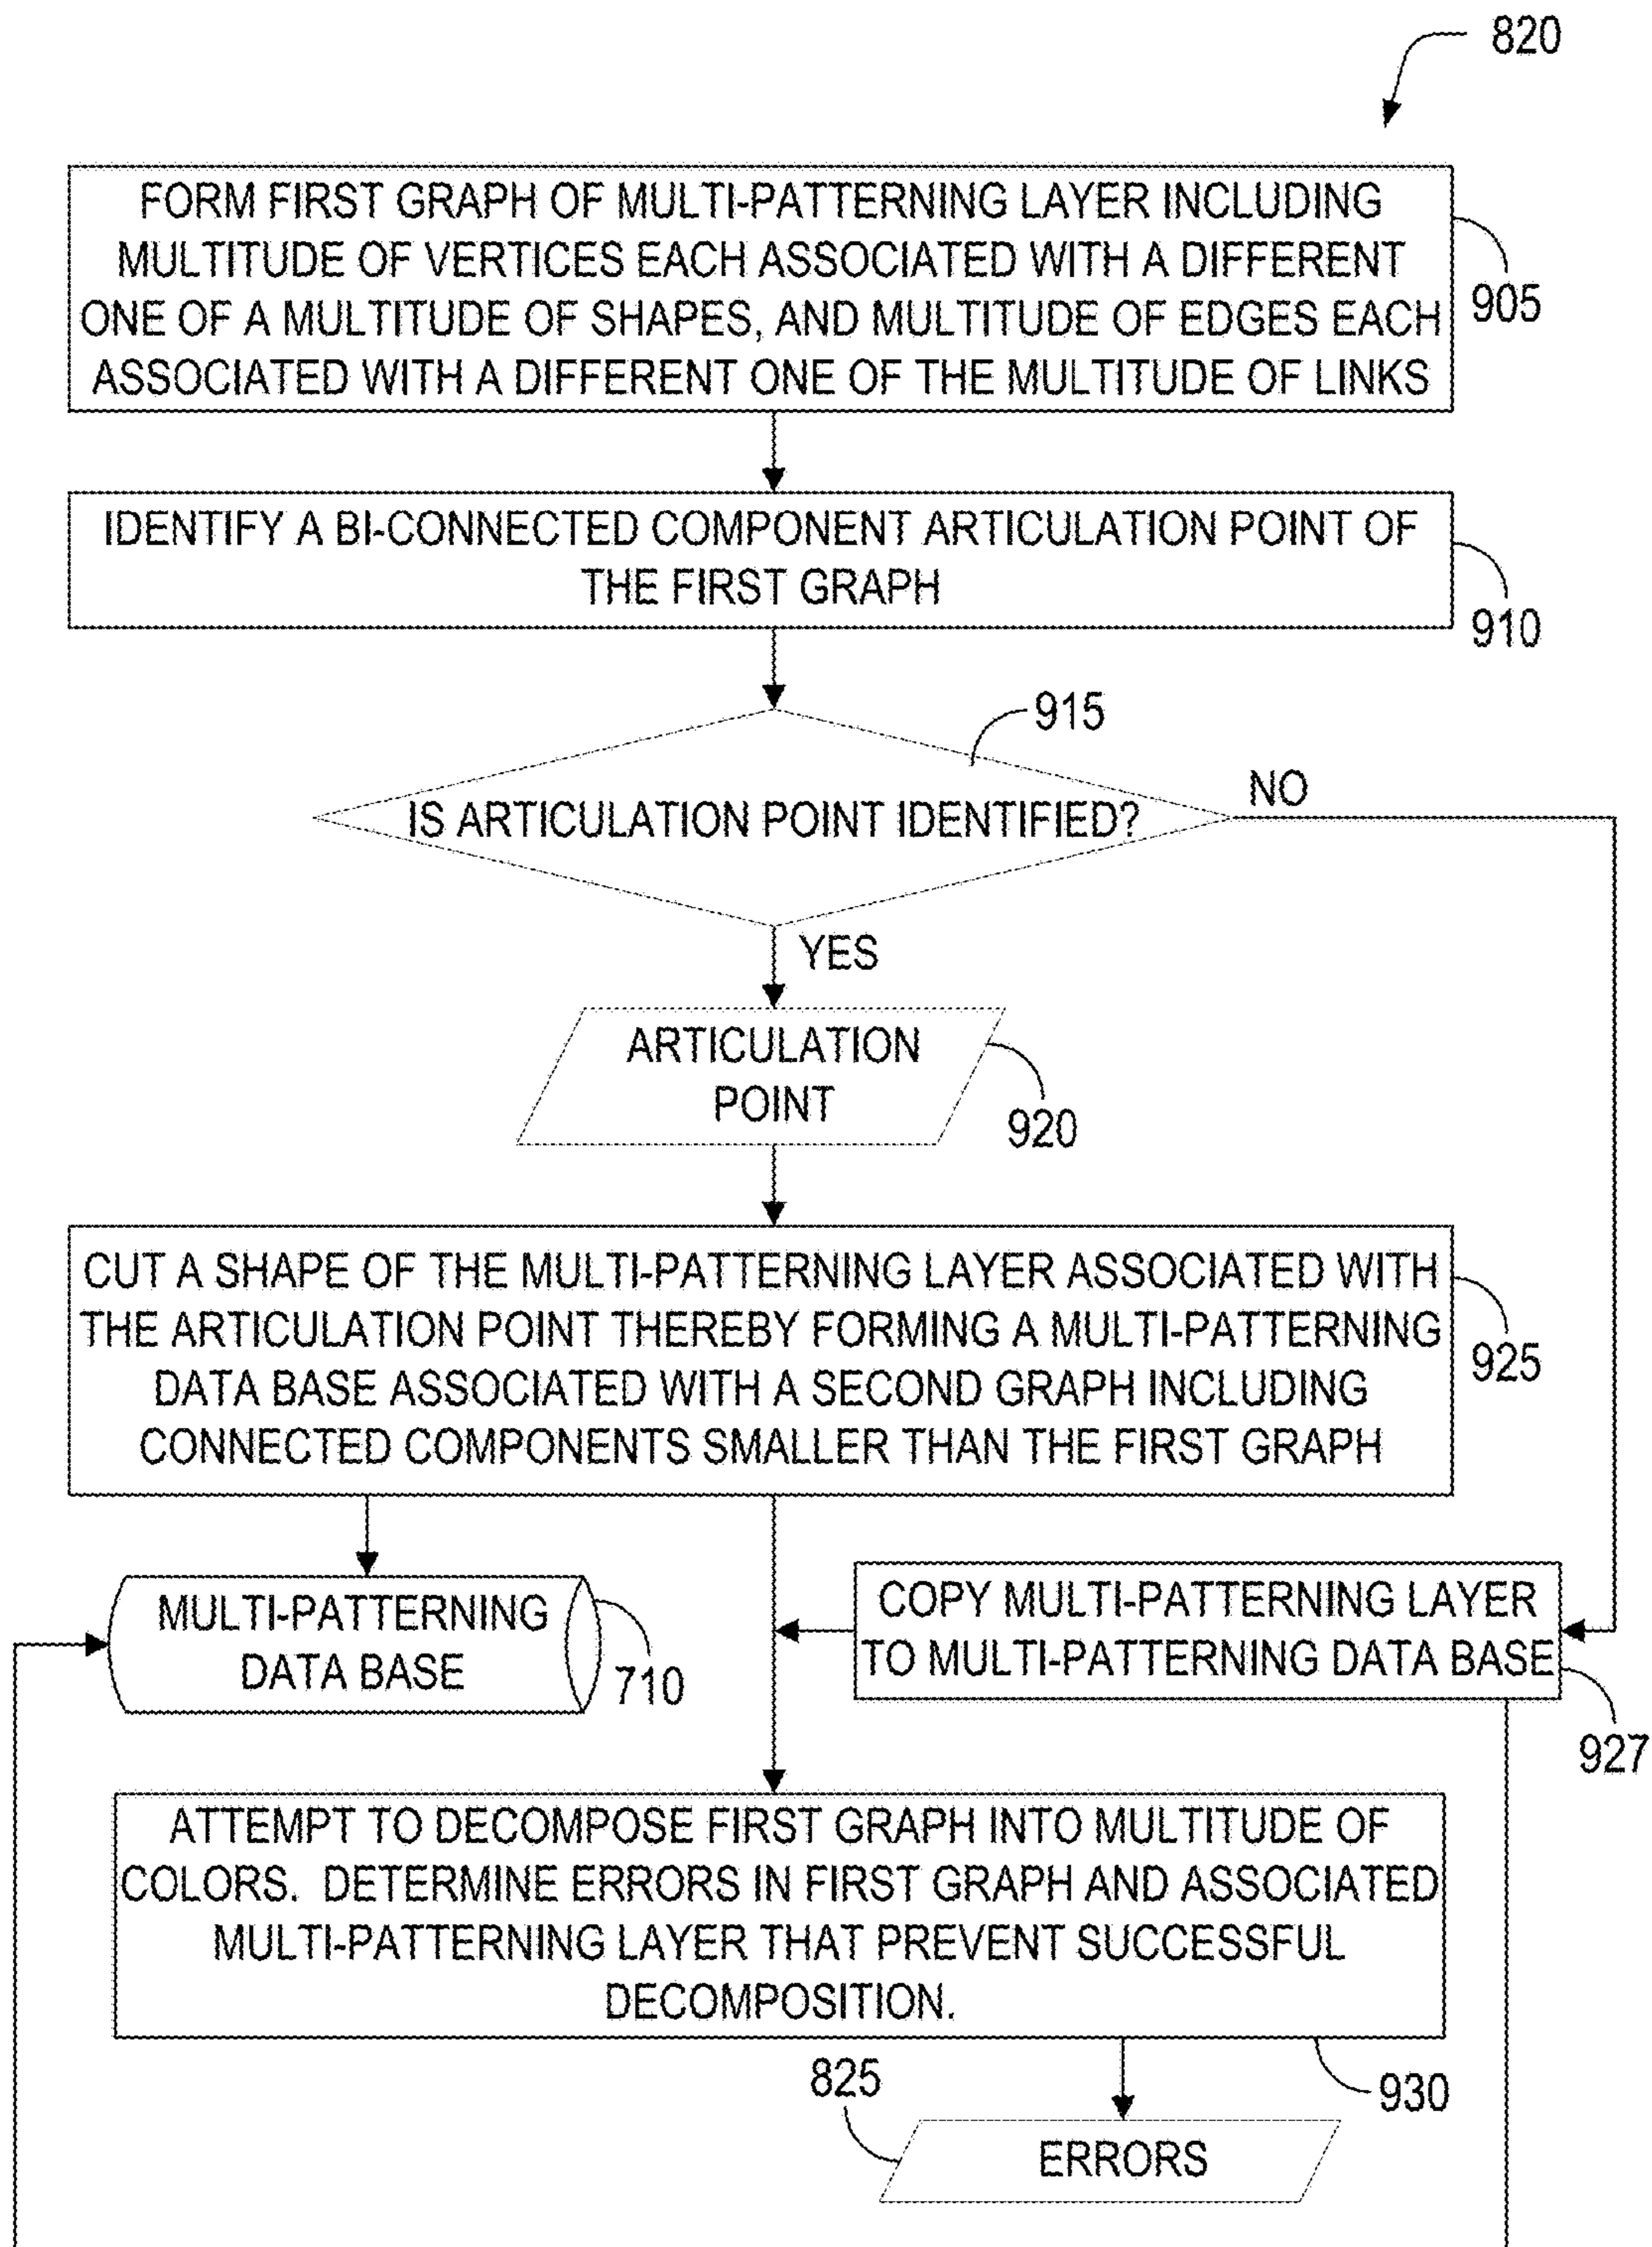 820
FORM FIRST GRAPH OF MULTI-PATTERNING LAYER INCLUDING
MULTITUDE OF VERTICES EACH ASSOCIATED WITH A DIFFERENT
ONE OF A MULTITUDE OF SHAPES, AND MULTITUDE OF EDGES EACH
ASSOCIATED WITH A DIFFERENT ONE OF THE MULTITUDE OF LINKS
905
IDENTIFY A BI-CONNECTED COMPONENT ARTICULATION POINT OF
THE FIRST GRAPH
910
915
IS ARTICULATION POINT IDENTIFIED?
NO
YES
ARTICULATION
POINT
920
CUT A SHAPE OF THE MULTI-PATTERNING LAYER ASSOCIATED WITH
THE ARTICULATION POINT THEREBY FORMING A MULTI-PATTERNING
DATA BASE ASSOCIATED WITH A SECOND GRAPH INCLUDING
CONNECTED COMPONENTS SMALLER THAN THE FIRST GRAPH
925
MULTI-PATTERNING
DATA BASE
710
COPY MULTI-PATTERNING LAYER
TO MULTI-PATTERNING DATA BASE
927
ATTEMPT TO DECOMPOSE FIRST GRAPH INTO MULTITUDE OF
COLORS. DETERMINE ERRORS IN FIRST GRAPH AND ASSOCIATED
MULTI-PATTERNING LAYER THAT PREVENT SUCCESSFUL
DECOMPOSITION.
930
825
ERRORS